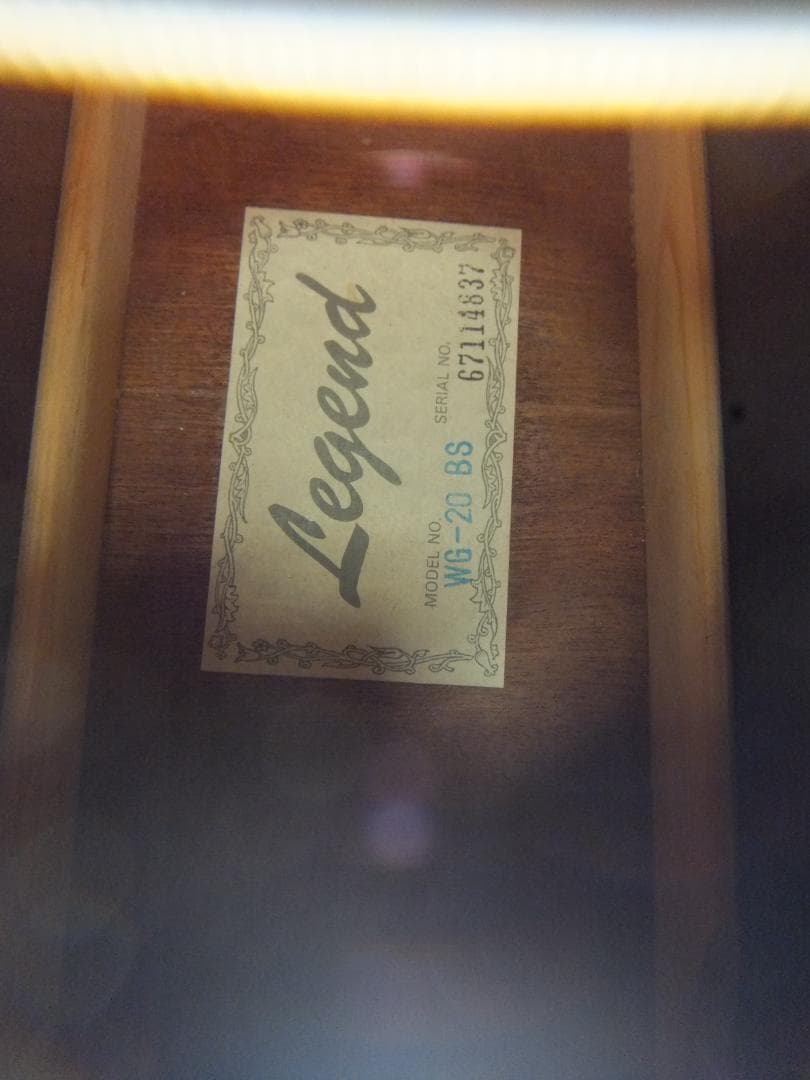 Legend
MODEL NO. SERIAL NO.
WG-20 BS 67114637